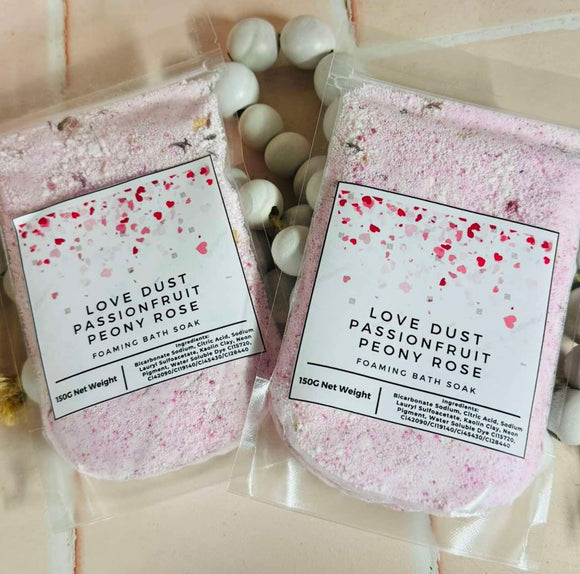 LOVE DUST
PASSIONFRUIT
PEONY ROSE
FOAMING BATH SOAK
150G Net Weight
Ingredients:
Bicarbonate Sodium, Citric Acid, Sodium
Lauryl Sulfoacetate, Kaolin Clay, Neon
Pigment, Water Soluble Dye CI15720,
Ci42090/CI19140/Ci45430/CI28440
LOVE DUST
PASSIONFRUIT
PEONY ROSE
FOAMING BATH SOAK
150G Net Weight
Ingredients:
Bicarbonate Sodium, Citric Acid, Sodium
Lauryl Sulfoacetate, Kaolin Clay, Neon
Pigment, Water Soluble Dye CI15720,
Ci42090/CI19140/Ci45430/CI28440